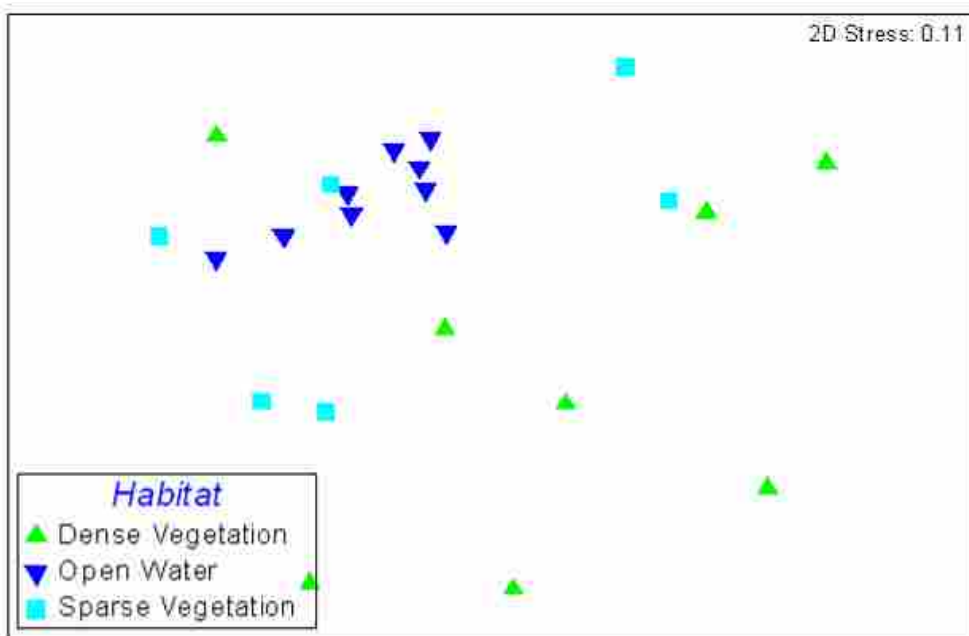 2D Stress: 0.11
Habitat
Dense Vegetation
Open Water
Sparse Vegetation